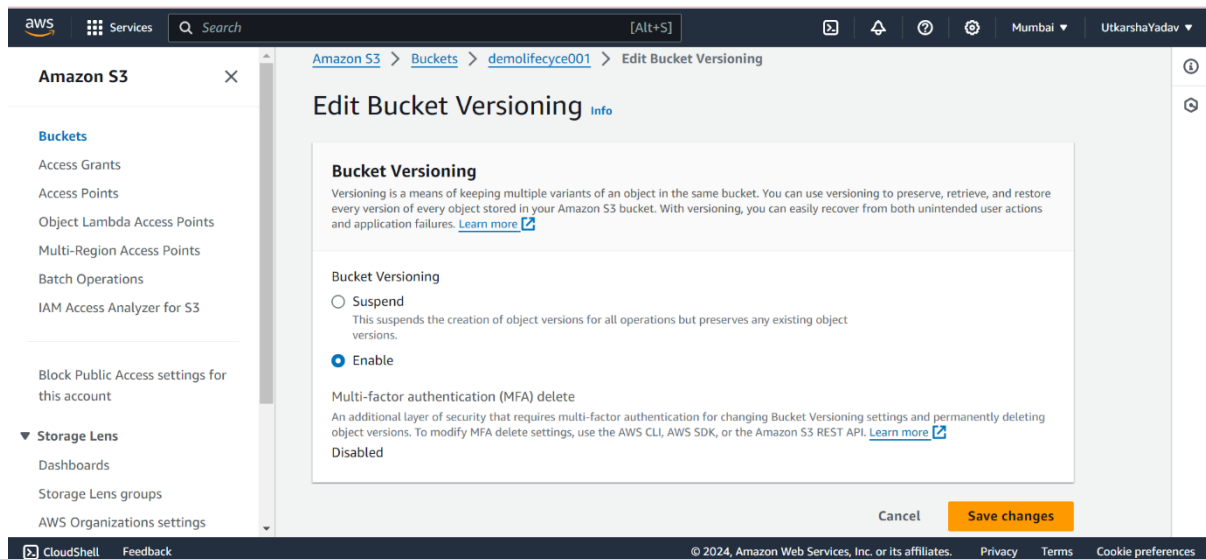 aws
Services
Search
[Alt+S]
Mumbai ▼
UtkarshaYadav ▼
Amazon S3
Buckets
Access Grants
Access Points
Object Lambda Access Points
Multi-Region Access Points
Batch Operations
IAM Access Analyzer for S3
Block Public Access settings for
this account
▼ Storage Lens
Dashboards
Storage Lens groups
AWS Organizations settings
Amazon S3 > Buckets > demolifecyce001 > Edit Bucket Versioning
Edit Bucket Versioning Info
Bucket Versioning
Versioning is a means of keeping multiple variants of an object in the same bucket. You can use versioning to preserve, retrieve, and restore
every version of every object stored in your Amazon S3 bucket. With versioning, you can easily recover from both unintended user actions
and application failures. Learn more
Bucket Versioning
Suspend
This suspends the creation of object versions for all operations but preserves any existing object
versions.
Enable
Multi-factor authentication (MFA) delete
An additional layer of security that requires multi-factor authentication for changing Bucket Versioning settings and permanently deleting
object versions. To modify MFA delete settings, use the AWS CLI, AWS SDK, or the Amazon S3 REST API. Learn more
Disabled
Cancel
Save changes
CloudShell
Feedback
© 2024, Amazon Web Services, Inc. or its affiliates.
Privacy
Terms
Cookie preferences